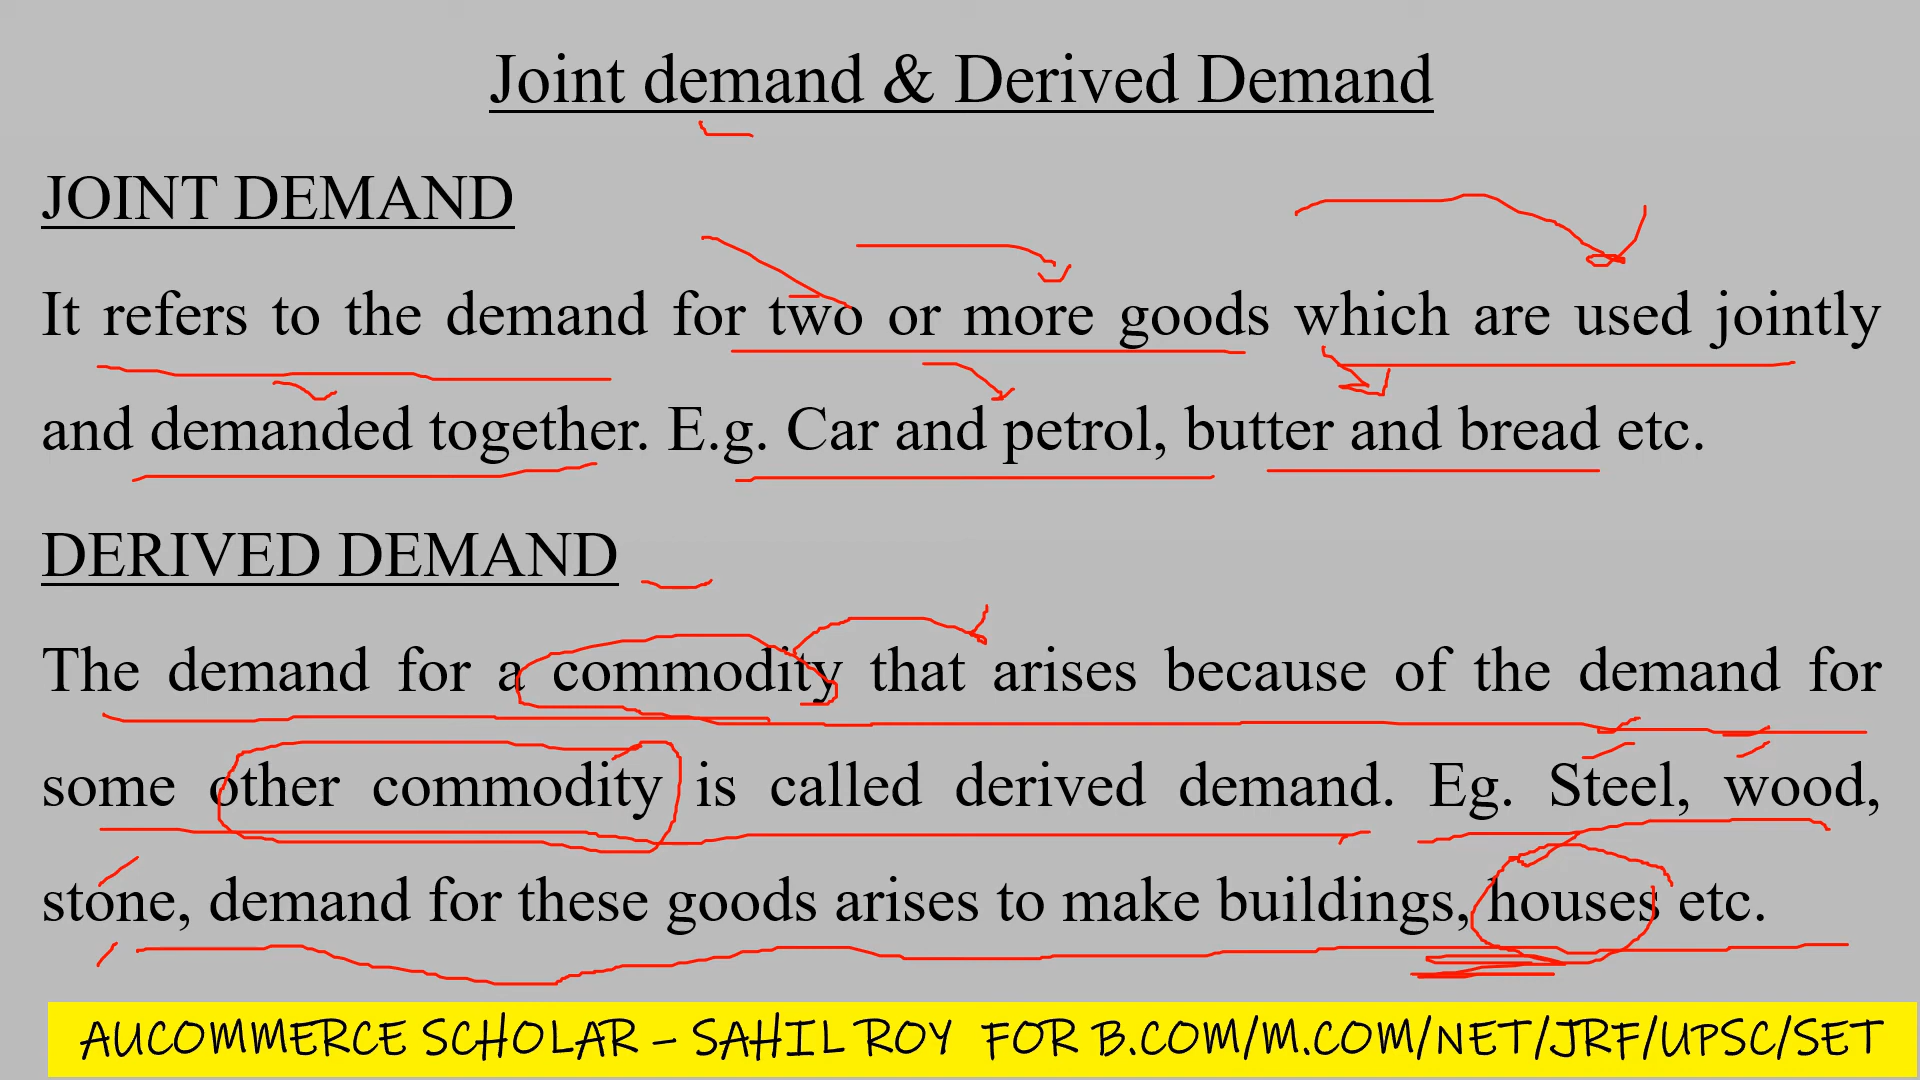 Joint demand & Derived Demand
JOINT DEMAND
It refers to the demand for two or more goods which are used jointly
and demanded together. E.g. Car and petrol, butter and bread etc.
DERIVED DEMAND
The demand for a commodity that arises because of the demand for
some other commodity is called derived demand. Eg. Steel, wood,
stone, demand for these goods arises to make buildings, houses etc.
AUCOMMERCE SCHOLAR – SAHIL ROY FOR B.COM/M.COM/NET/JRF/UPSC/SET